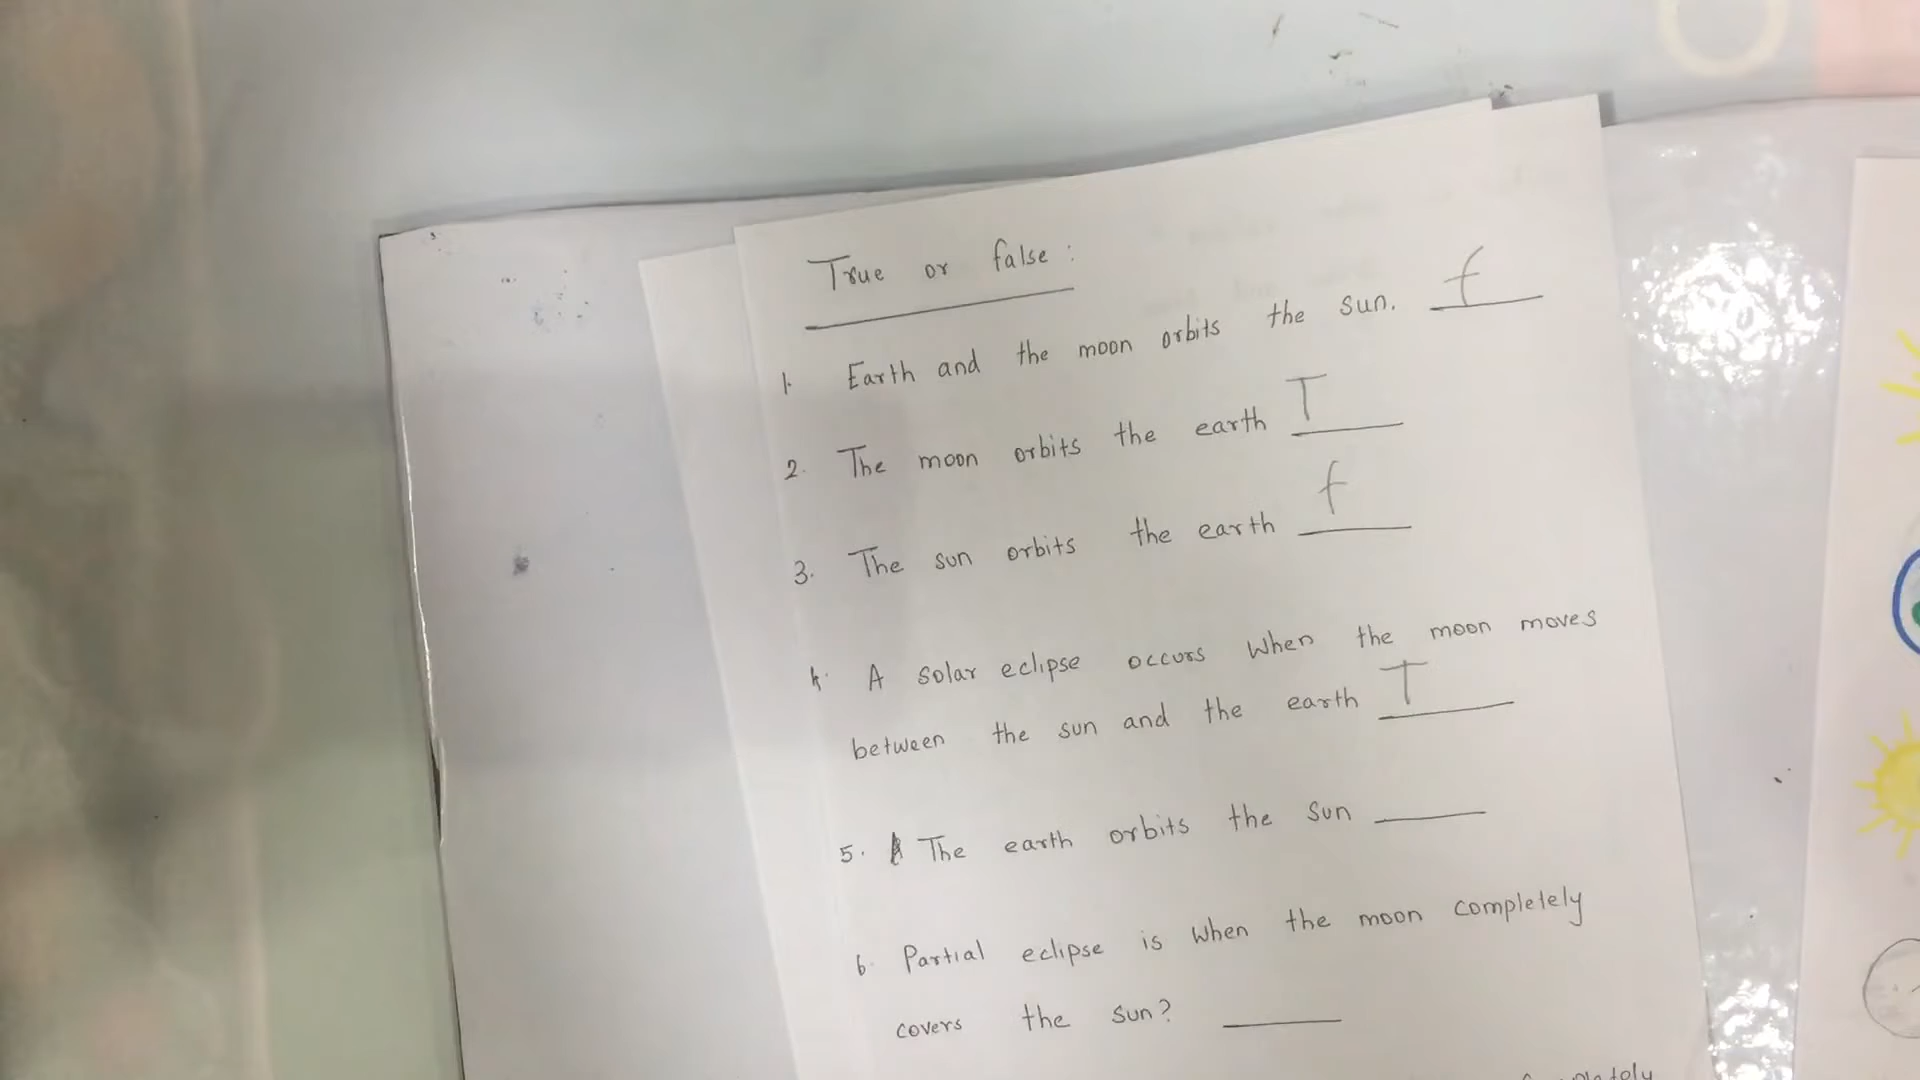 True or false :
1. Earth and the moon orbits the sun. f
2. The moon orbits the earth T
3. The sun orbits the earth f
4. A solar eclipse occurs when the moon moves
between the sun and the earth T
5. The earth orbits the sun
6. Partial eclipse is when the moon completely
covers the sun?